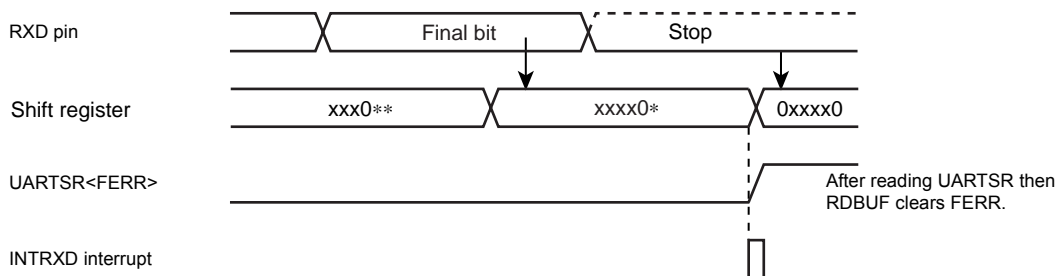 RXD pin
Final bit
Stop
Shift register
xxx0**
xxxx0*
0xxxx0
UARTSR<FERR>
After reading UARTSR then
RDBUF clears FERR.
INTRXD interrupt